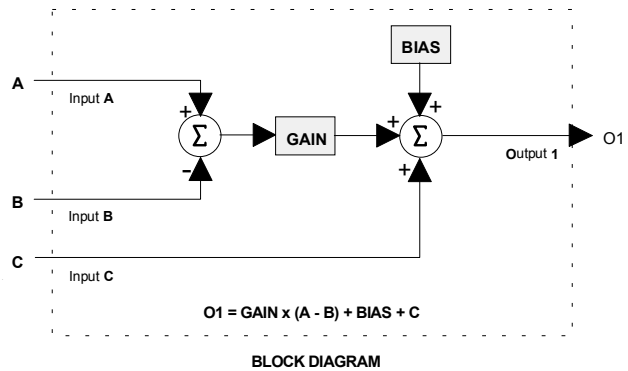 BIAS
A
Input A
+
+
Σ
GAIN
+
Σ
Output 1
O1
-
+
B
Input B
C
Input C
O1 = GAIN x (A - B) + BIAS + C
BLOCK DIAGRAM